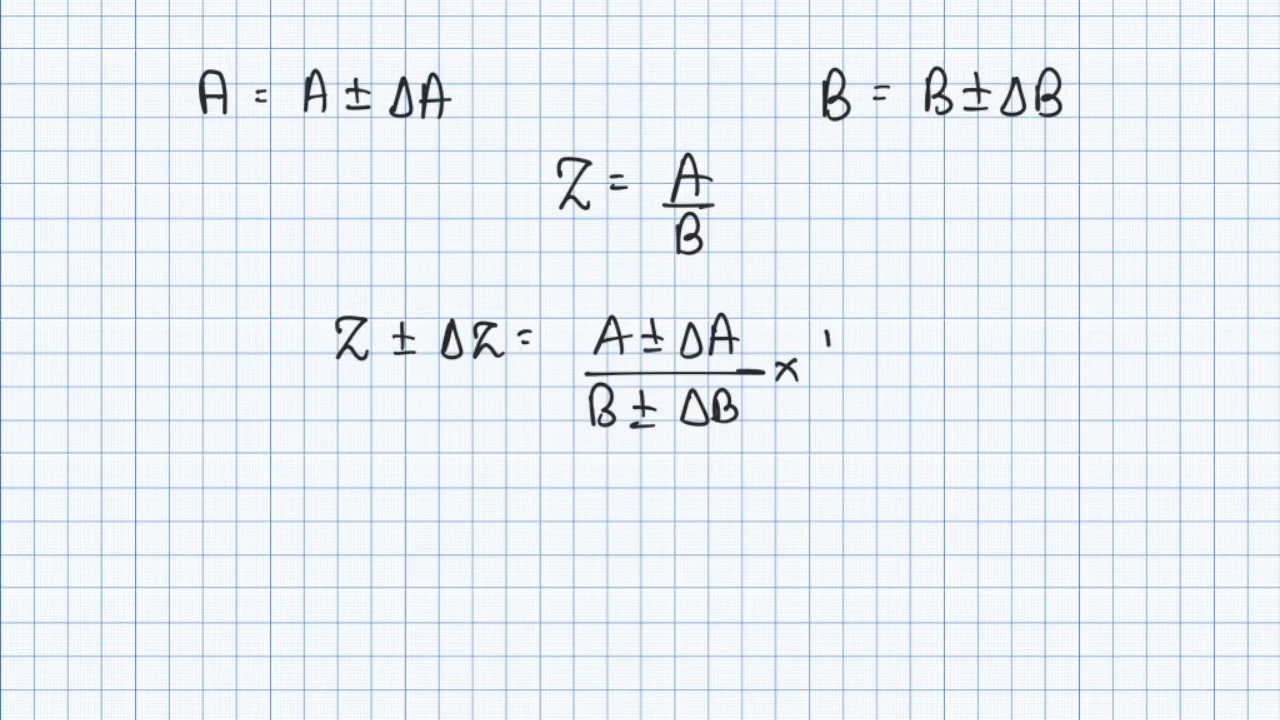 A = A ± ΔA B = B ± ΔB
Z = A/B
Z ± ΔZ = (A ± ΔA)/(B ± ΔB) ×